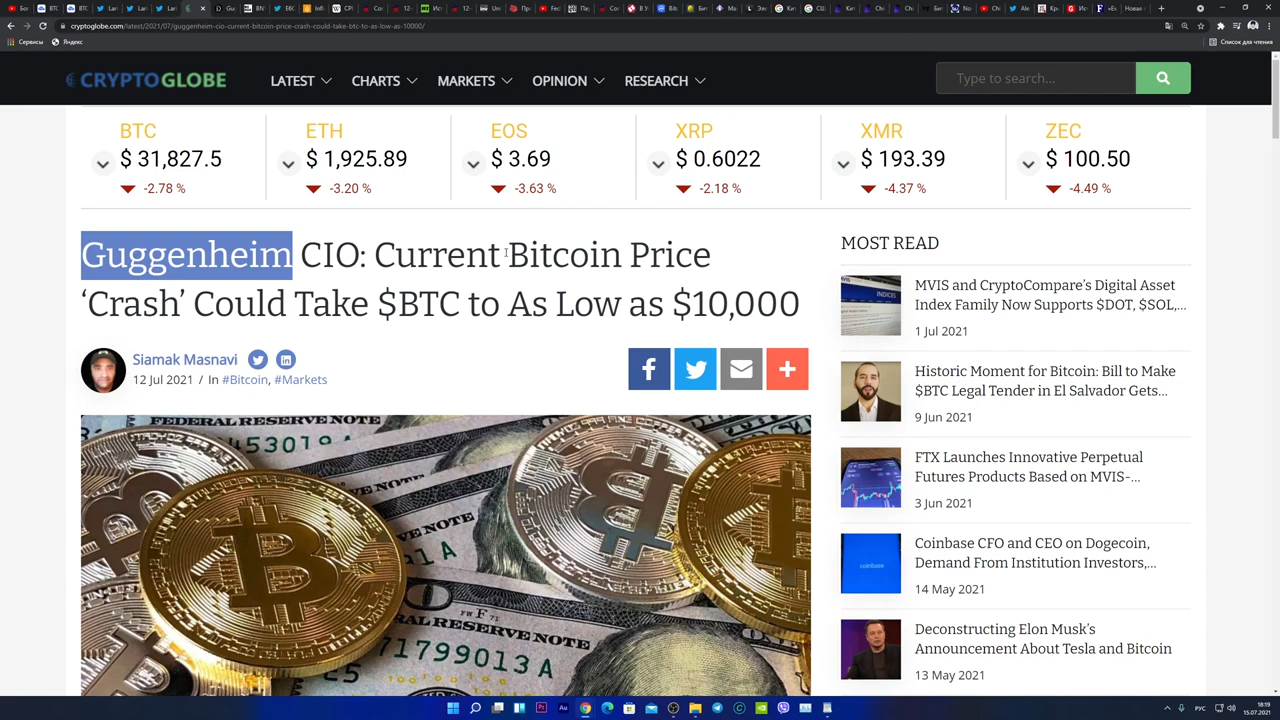 cryptoglobe.com/latest/2021/07/guggenheim-cio-current-bitcoin-price-crash-could-take-btc-to-as-low-as-10000/
Сервисы
Яндекс
Список для чтения
CRYPTOGLOBE
LATEST
CHARTS
MARKETS
OPINION
RESEARCH
Type to search...
BTC
$ 31,827.5
-2.78 %
ETH
$ 1,925.89
-3.20 %
EOS
$ 3.69
-3.63 %
XRP
$ 0.6022
-2.18 %
XMR
$ 193.39
-4.37 %
ZEC
$ 100.50
-4.49 %
Guggenheim CIO: Current Bitcoin Price
‘Crash’ Could Take $BTC to As Low as $10,000
Siamak Masnavi
12 Jul 2021 / In #Bitcoin, #Markets
MOST READ
MVIS and CryptoCompare’s Digital Asset
Index Family Now Supports $DOT, $SOL,...
1 Jul 2021
Historic Moment for Bitcoin: Bill to Make
$BTC Legal Tender in El Salvador Gets...
9 Jun 2021
FTX Launches Innovative Perpetual
Futures Products Based on MVIS-...
3 Jun 2021
Coinbase CFO and CEO on Dogecoin,
Demand From Institution Investors,...
14 May 2021
coinbase
Deconstructing Elon Musk’s
Announcement About Tesla and Bitcoin
13 May 2021
FEDERAL RESERVE NOTE
71799013 A
РУС
18:19
15.07.2021